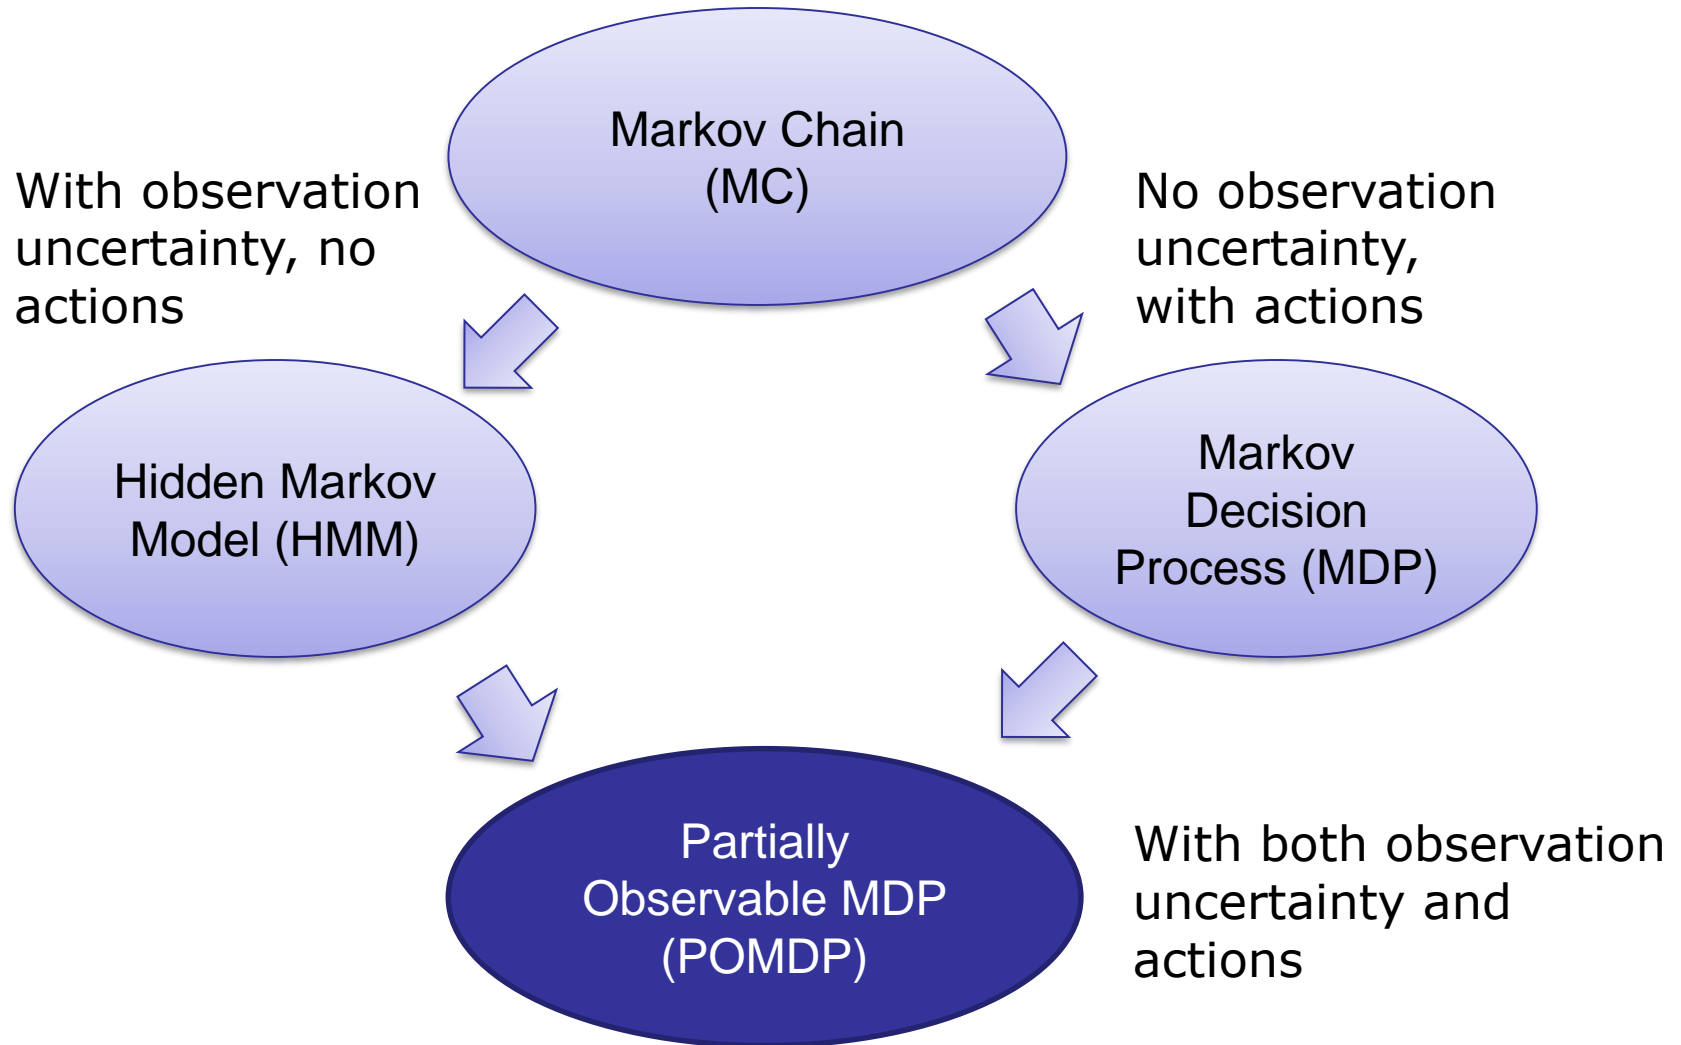 Markov Chain
(MC)
With observation
uncertainty, no
actions
No observation
uncertainty,
with actions
Hidden Markov
Model (HMM)
Markov
Decision
Process (MDP)
Partially
Observable MDP
(POMDP)
With both observation
uncertainty and
actions